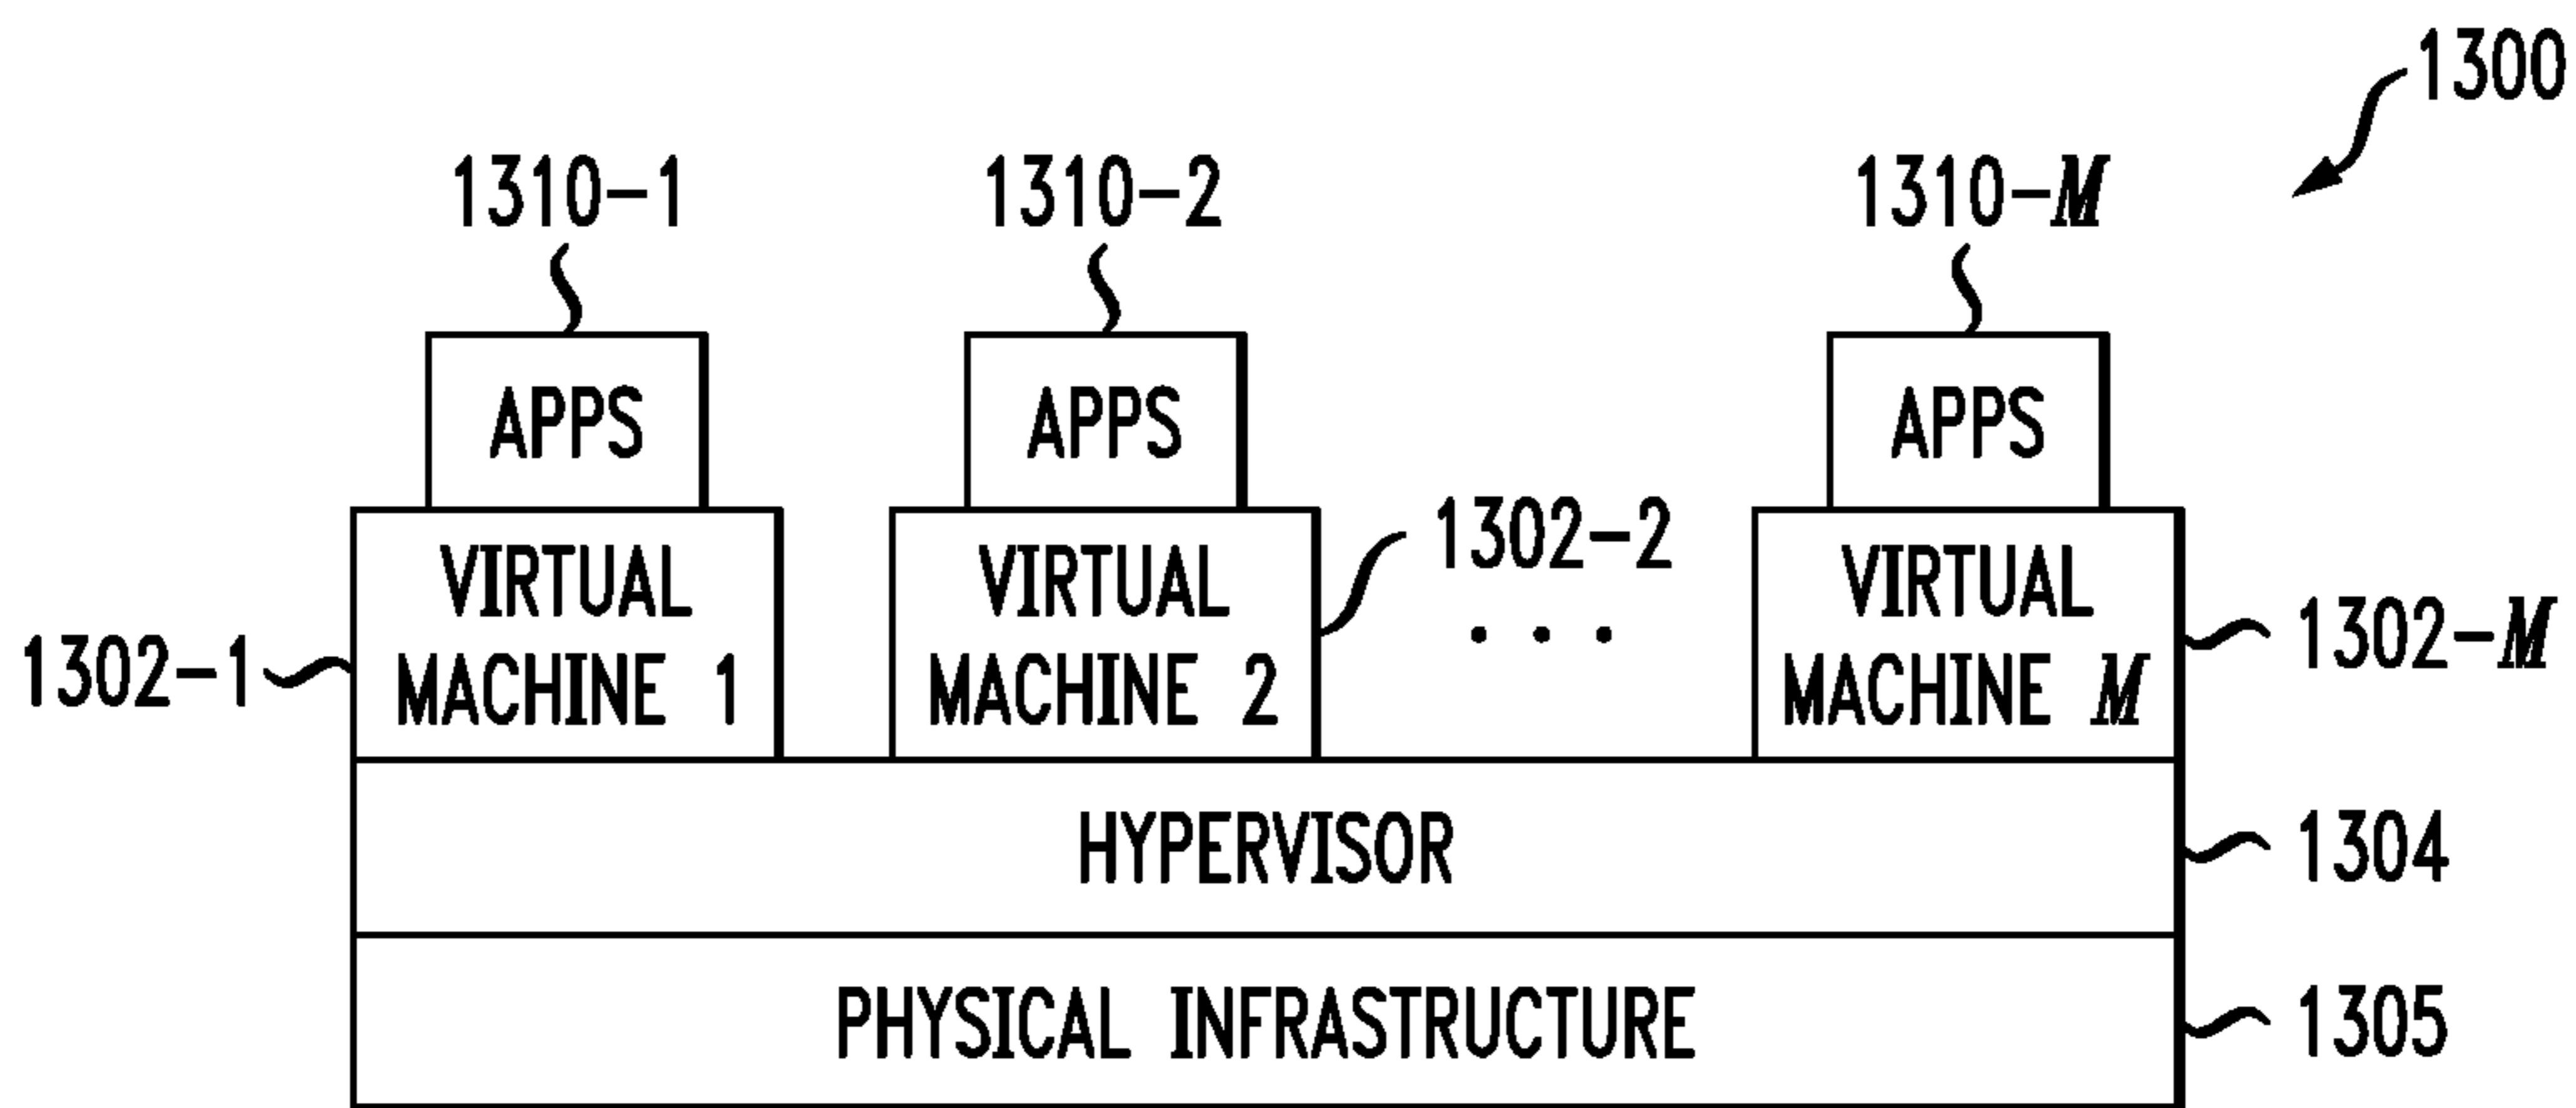 1300
1310-1
1310-2
1310-M
APPS
APPS
APPS
VIRTUAL
MACHINE 1
VIRTUAL
MACHINE 2
VIRTUAL
MACHINE M
1302-1
1302-2
. . .
1302-M
HYPERVISOR
1304
PHYSICAL INFRASTRUCTURE
1305